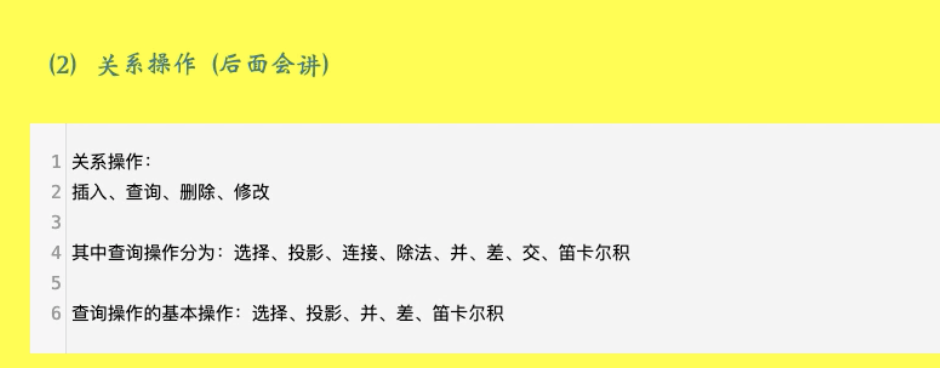 (2) 关系操作 (后面会讲)
1 关系操作：
2 插入、查询、删除、修改
3
4 其中查询操作分为：选择、投影、连接、除法、并、差、交、笛卡尔积
5
6 查询操作的基本操作：选择、投影、并、差、笛卡尔积